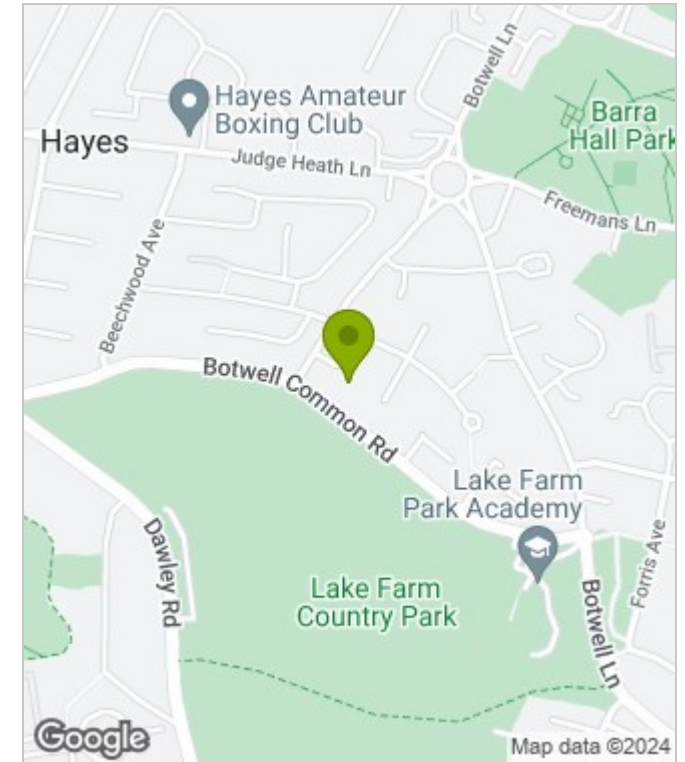 Botwell Ln
Hayes Amateur
Boxing Club
Barra
Hall Park
Hayes
Judge Heath Ln
Freemans Ln
Beechwood Ave
Botwell Common Rd
Lake Farm
Park Academy
Dawley Rd
Forris Ave
Lake Farm
Country Park
Botwell Ln
Google
Map data ©2024